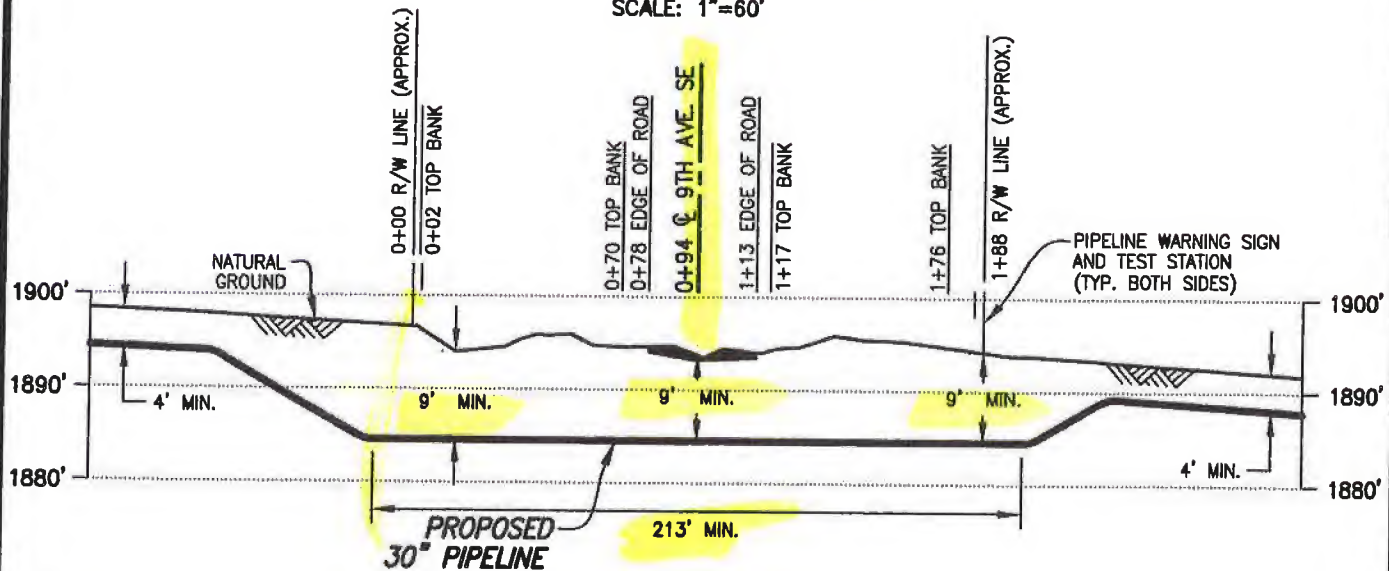 SCALE: 1"=60'
0+00 R/W LINE (APPROX.)
0+02 TOP BANK
0+70 TOP BANK
0+78 EDGE OF ROAD
0+94 ℄ 9TH AVE. SE
1+13 EDGE OF ROAD
1+17 TOP BANK
1+76 TOP BANK
1+88 R/W LINE (APPROX.)
PIPELINE WARNING SIGN
AND TEST STATION
(TYP. BOTH SIDES)
NATURAL
GROUND
1900'
1900'
1890'
1890'
4' MIN.
9' MIN.
9' MIN.
9' MIN.
4' MIN.
1880'
1880'
213' MIN.
PROPOSED
30" PIPELINE